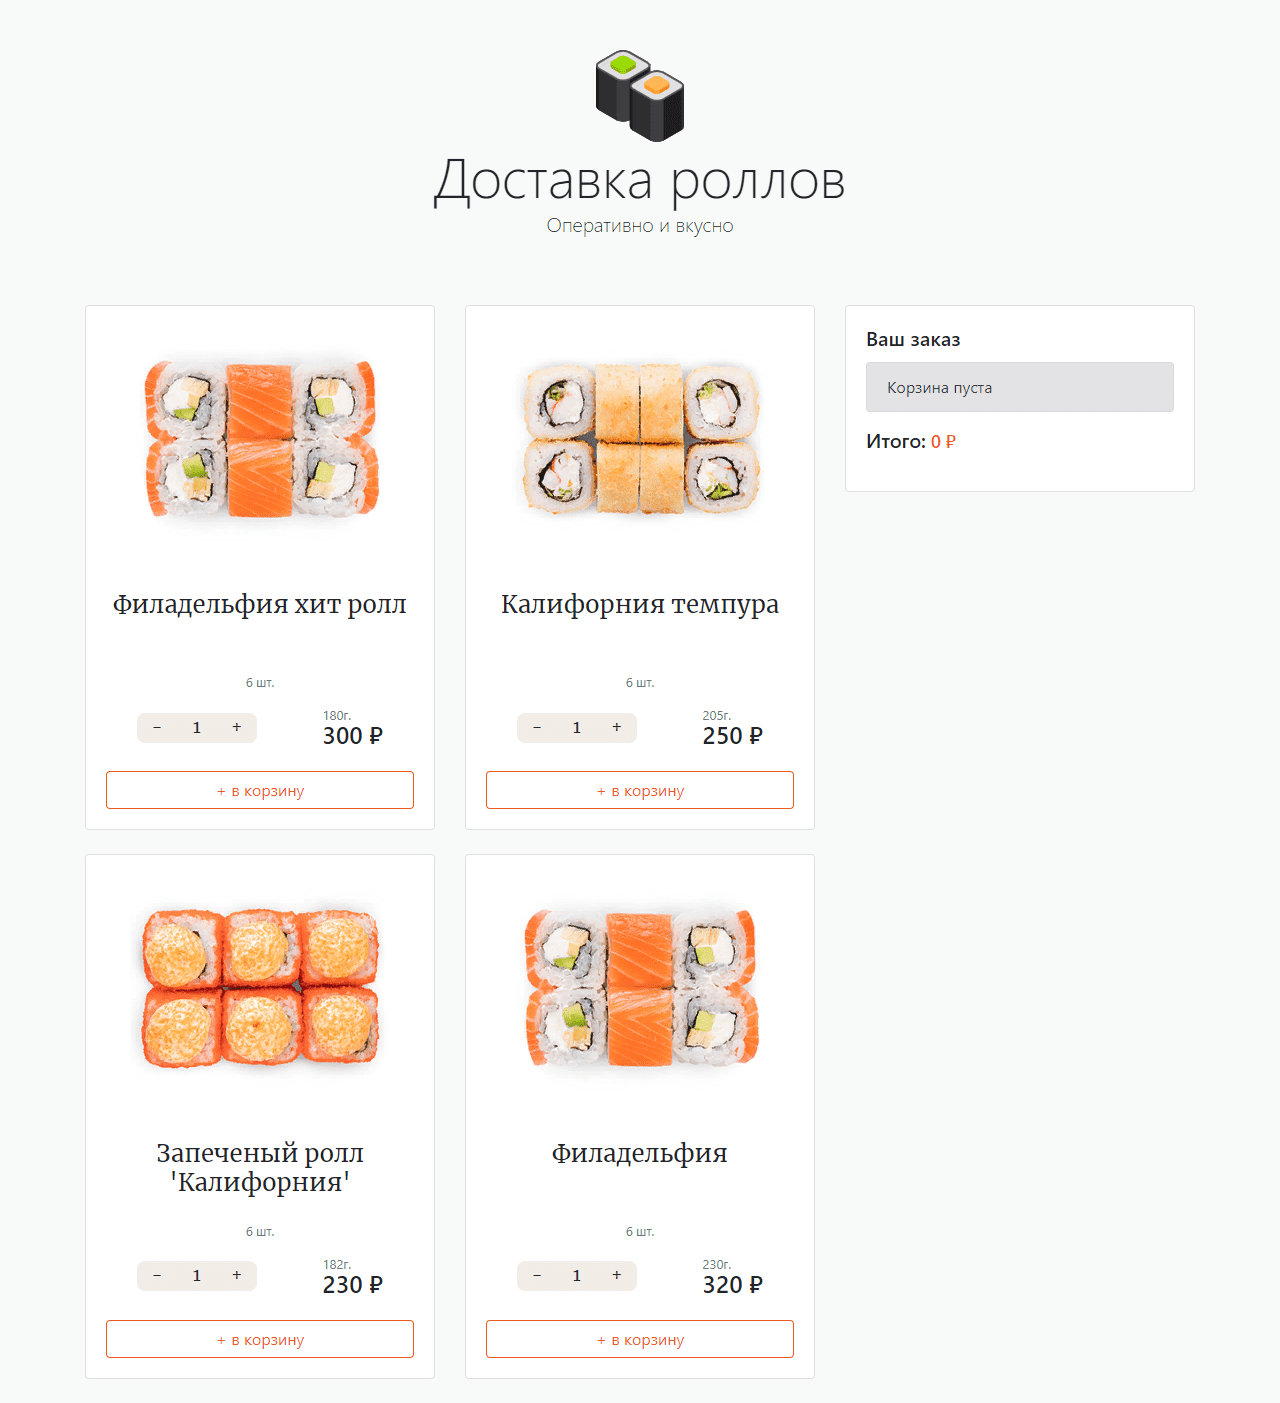 Доставка роллов
Оперативно и вкусно
Филадельфия хит ролл
6 шт.
− 1 +
180г.
300 ₽
+ в корзину
Калифорния темпура
6 шт.
− 1 +
205г.
250 ₽
+ в корзину
Ваш заказ
Корзина пуста
Итого: 0 ₽
Запеченый ролл
'Калифорния'
6 шт.
− 1 +
182г.
230 ₽
+ в корзину
Филадельфия
6 шт.
− 1 +
230г.
320 ₽
+ в корзину